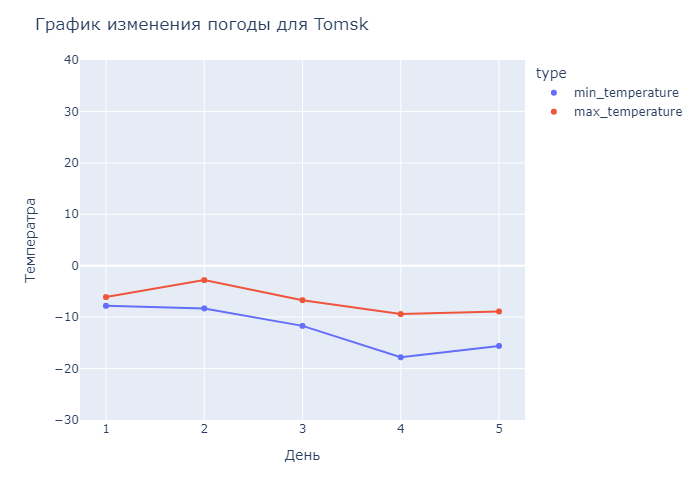 График изменения погоды для Tomsk
type
min_temperature
max_temperature
Температра
40
30
20
10
0
−10
−20
−30
1 2 3 4 5
День